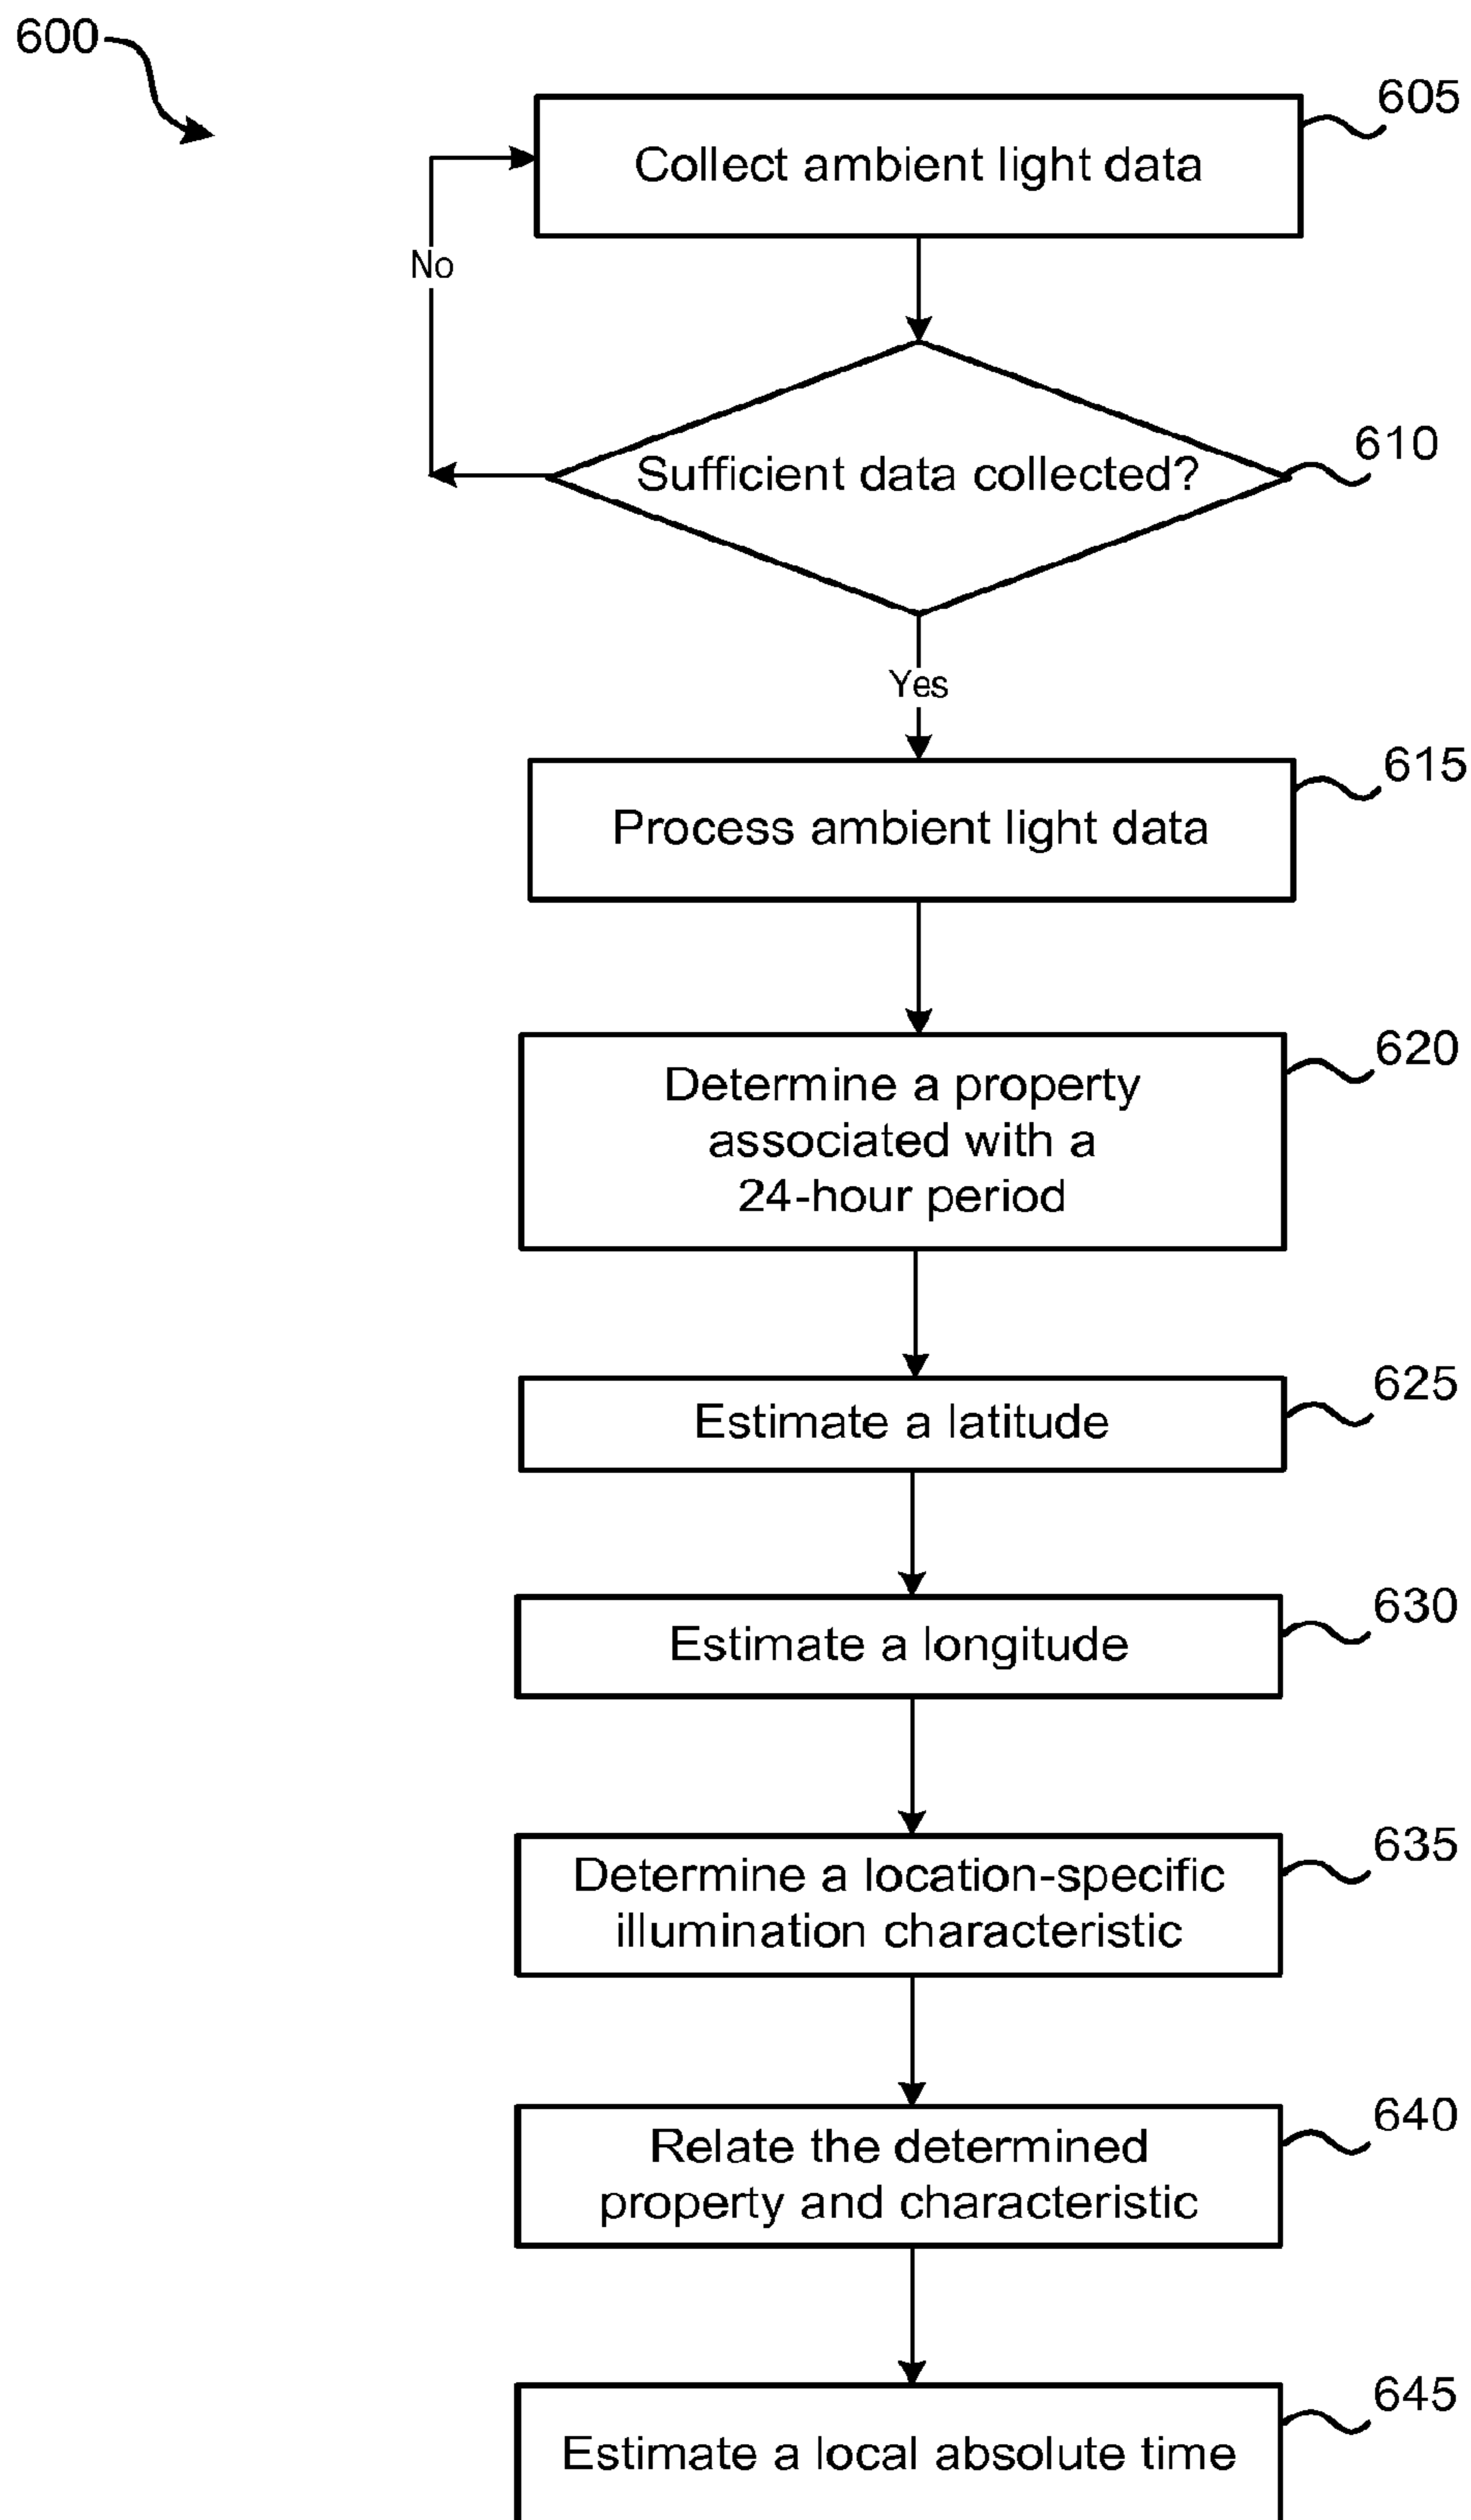 600
605
Collect ambient light data
No
610
Sufficient data collected?
Yes
615
Process ambient light data
620
Determine a property
associated with a
24-hour period
625
Estimate a latitude
630
Estimate a longitude
635
Determine a location-specific
illumination characteristic
640
Relate the determined
property and characteristic
645
Estimate a local absolute time